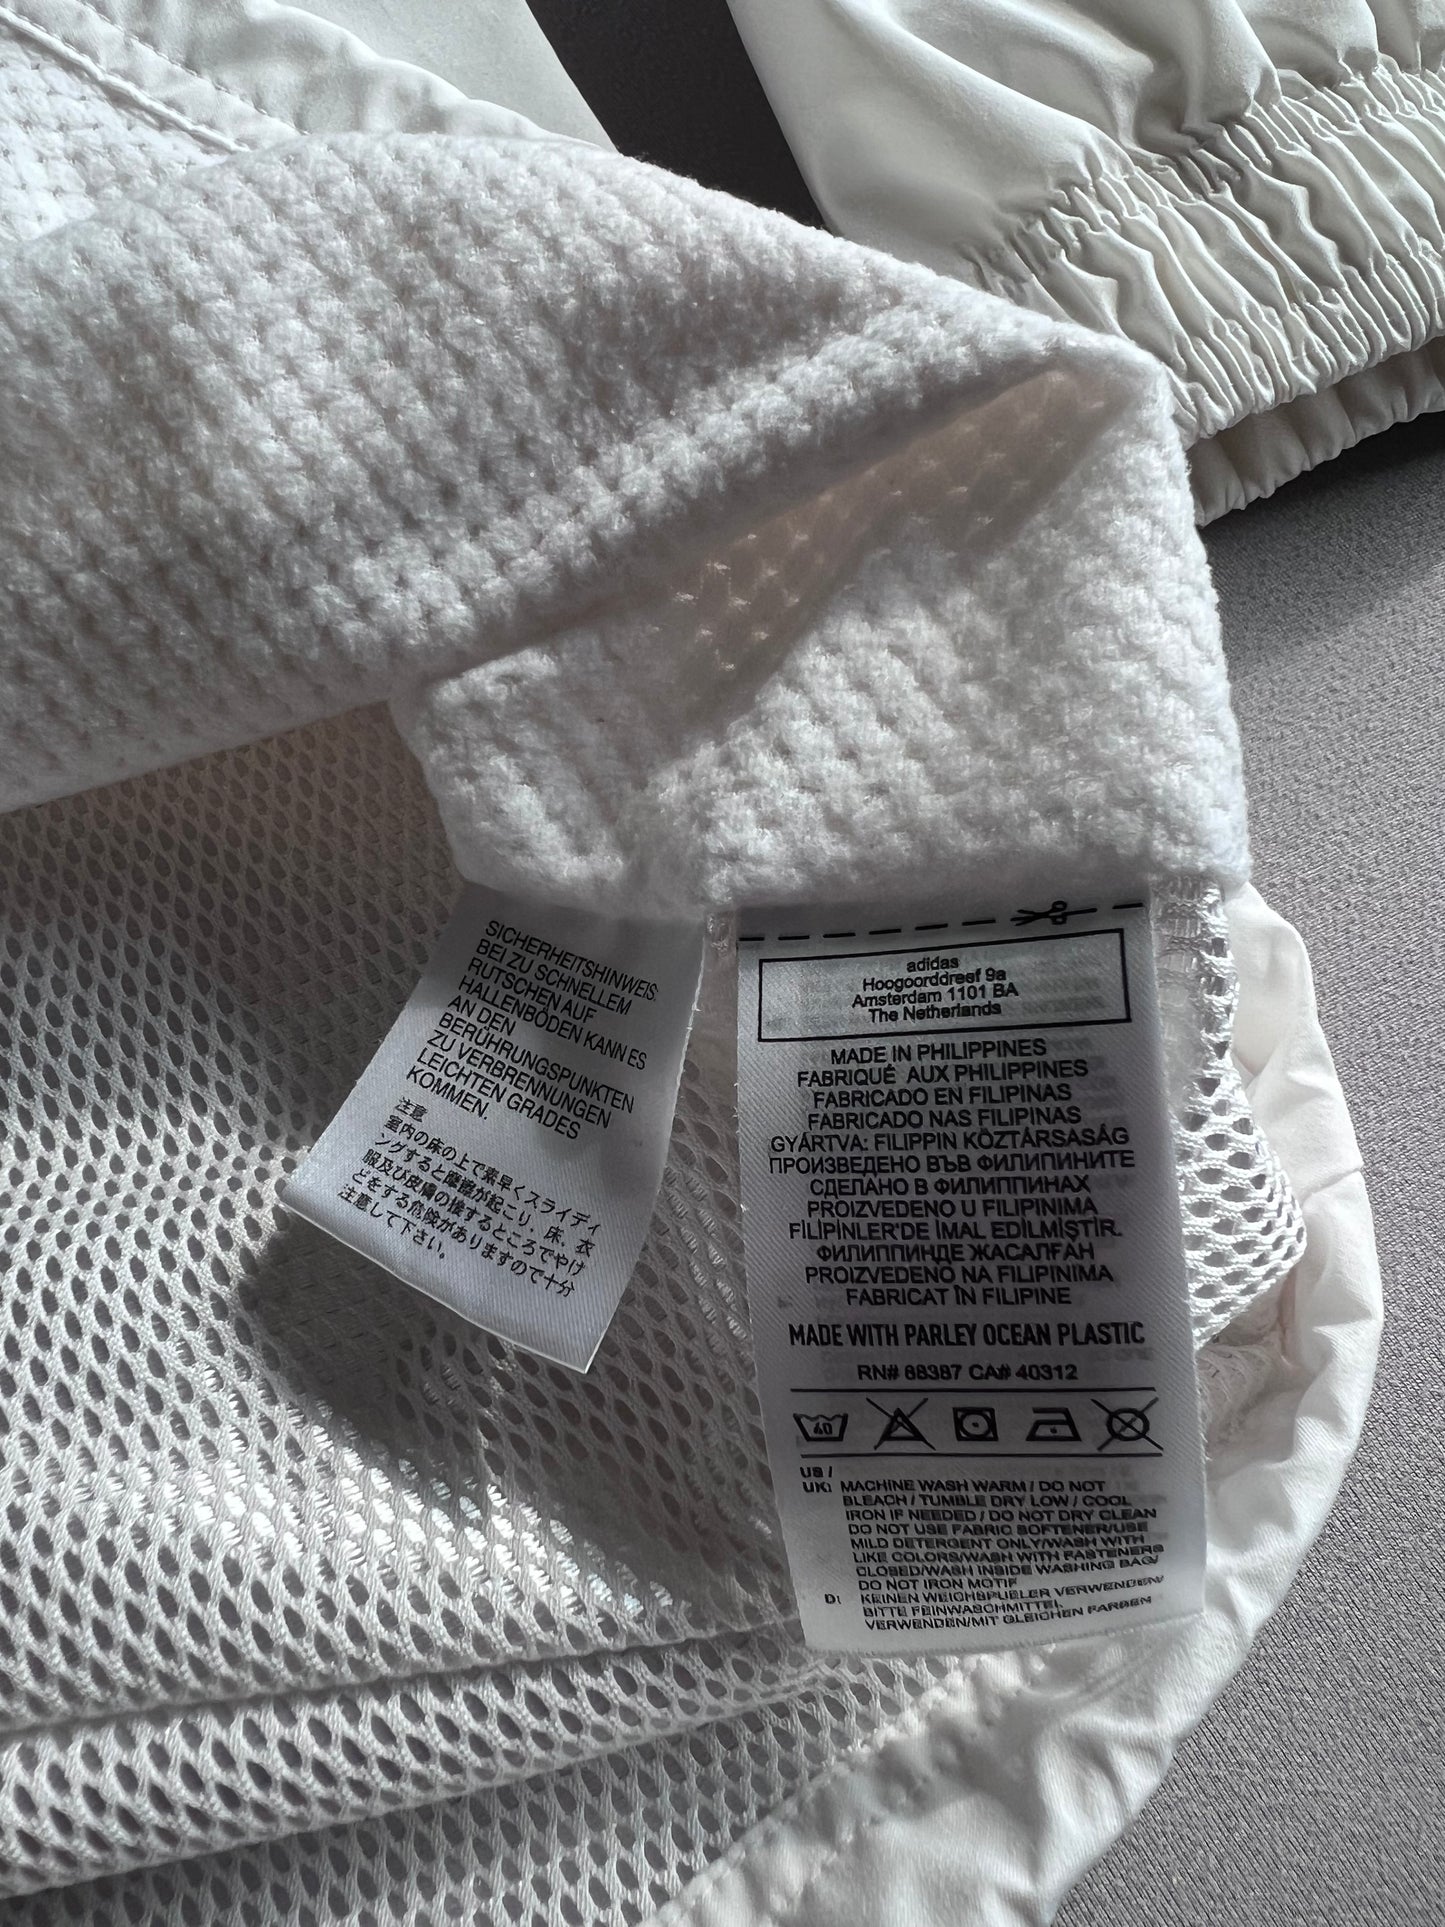 SICHERHEITSHINWEIS:
BEI ZU SCHNELLEM
RUTSCHEN AUF
HALLENBÖDEN KANN ES
AN DEN
BERÜHRUNGSPUNKTEN
ZU VERBRENNUNGEN
LEICHTEN GRADES
KOMMEN.
注意
室内の床の上で素早くスライディ
ングすると摩擦が起こり、床、衣
服及び皮膚の接するところでやけ
どをする危険がありますので十分
注意して下さい。
adidas
Hoogoorddreef 9a
Amsterdam 1101 BA
The Netherlands
MADE IN PHILIPPINES
FABRIQUÉ AUX PHILIPPINES
FABRICADO EN FILIPINAS
FABRICADO NAS FILIPINAS
GYÁRTVA: FILIPPIN KÖZTÁRSASÁG
ПРОИЗВЕДЕНО ВЪВ ФИЛИПИНИТЕ
СДЕЛАНО В ФИЛИППИНАХ
PROIZVEDENO U FILIPINIMA
FİLİPİNLER'DE İMAL EDİLMİŞTİR.
ФИЛИППИНДЕ ЖАСАЛҒАН
PROIZVEDENO NA FILIPINIMA
FABRICAT ÎN FILIPINE
MADE WITH PARLEY OCEAN PLASTIC
RN# 88387 CA# 40312
40
US /
UK: MACHINE WASH WARM / DO NOT
BLEACH / TUMBLE DRY LOW / COOL
IRON IF NEEDED / DO NOT DRY CLEAN
DO NOT USE FABRIC SOFTENER/USE
MILD DETERGENT ONLY/WASH WITH
LIKE COLORS/WASH WITH FASTENERS
CLOSED/WASH INSIDE WASHING BAG/
DO NOT IRON MOTIF
D: KEINEN WEICHSPUELER VERWENDEN/
BITTE FEINWASCHMITTEL
VERWENDEN/MIT GLEICHEN FARBEN